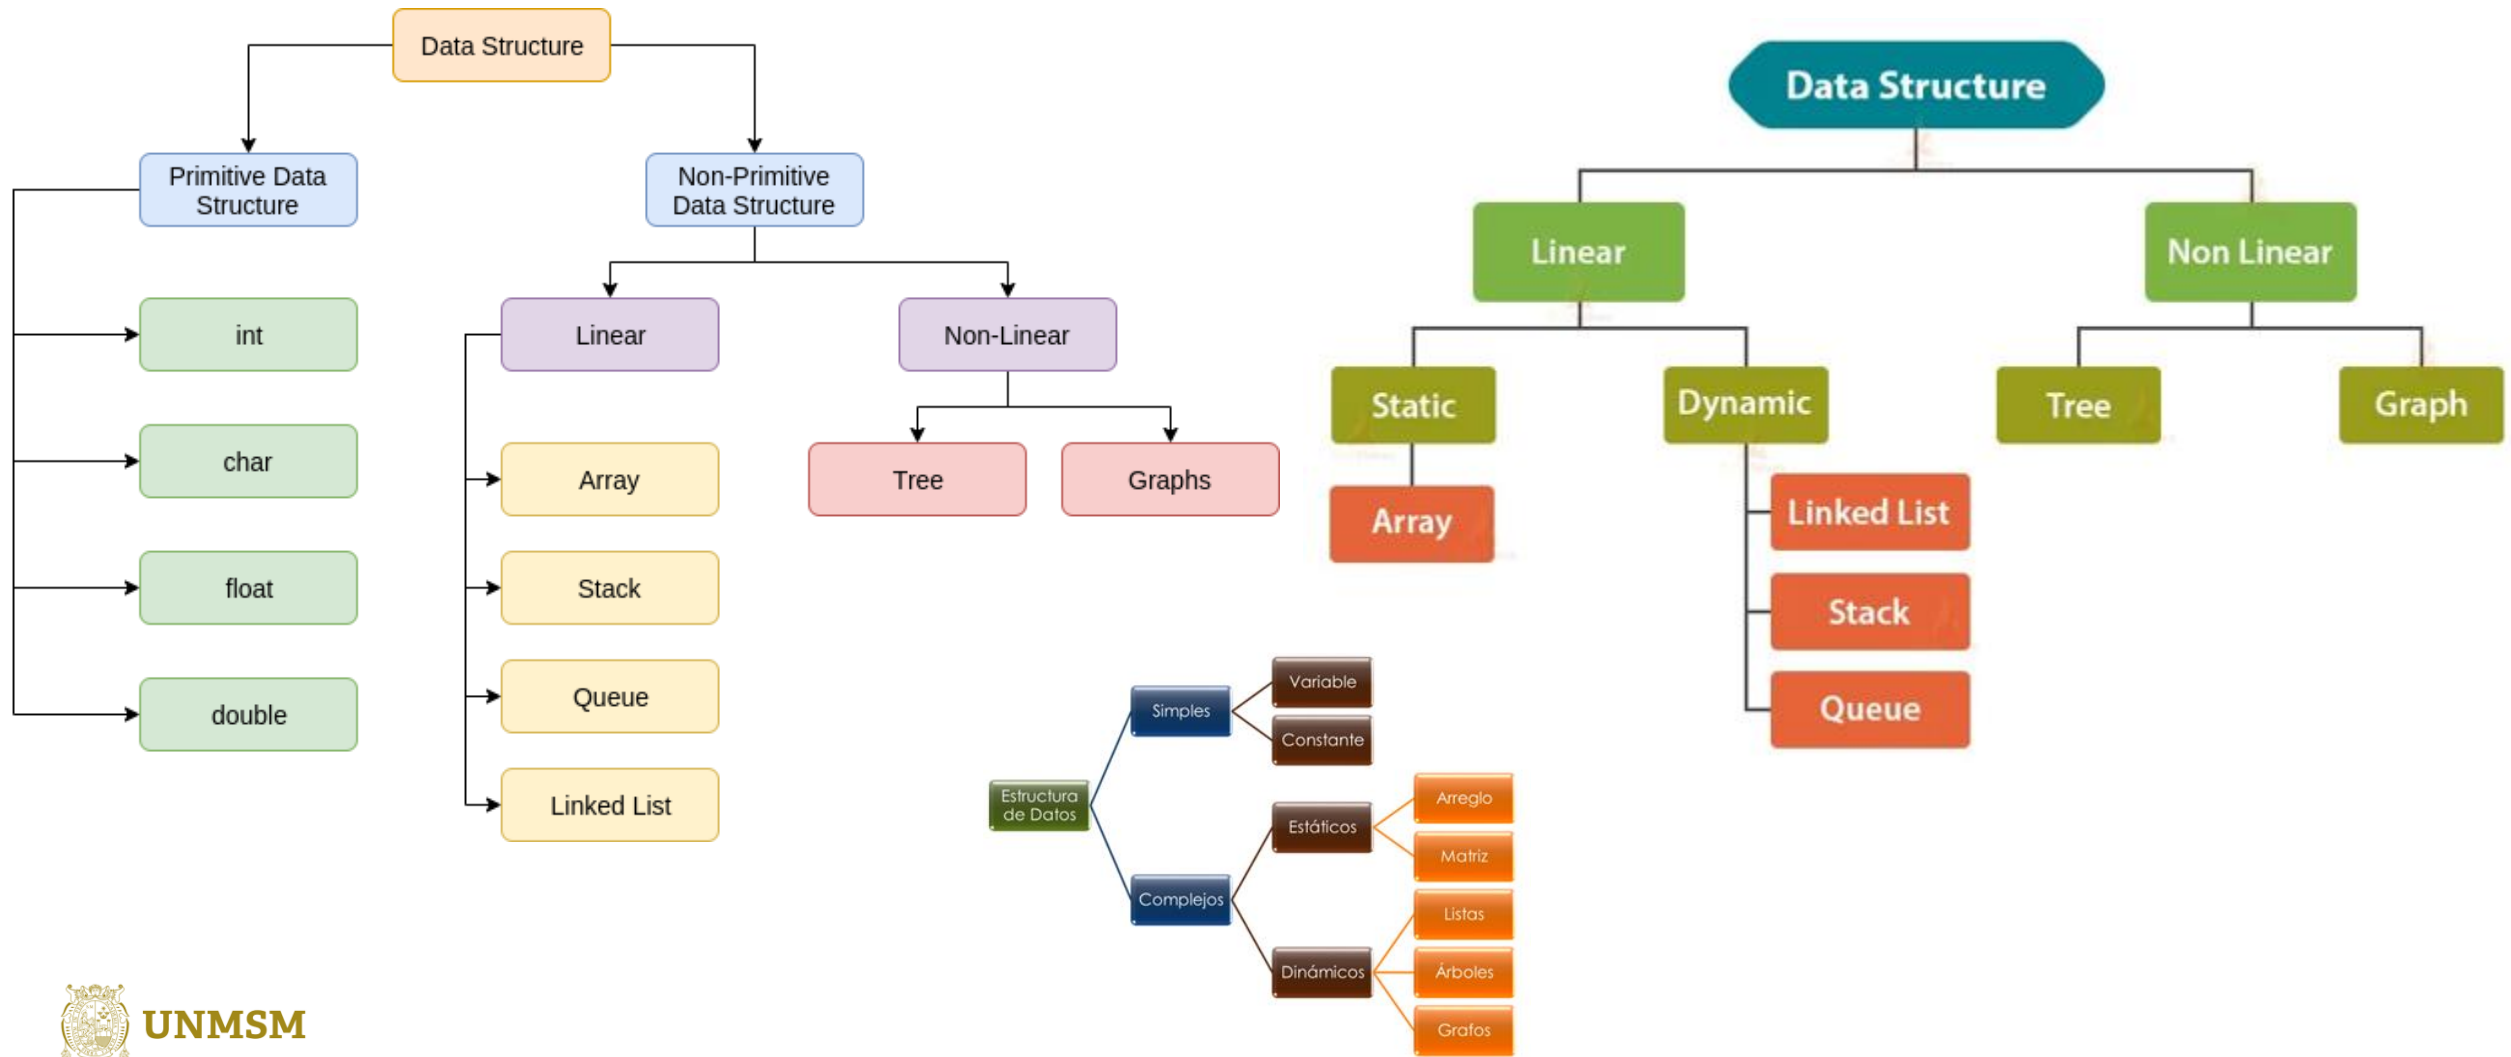 Data Structure
Primitive Data
Structure
Non-Primitive
Data Structure
int
char
float
double
Linear
Non-Linear
Array
Stack
Queue
Linked List
Tree
Graphs
Data Structure
Linear
Non Linear
Static
Dynamic
Tree
Graph
Array
Linked List
Stack
Queue
Estructura
de Datos
Simples
Variable
Constante
Complejos
Estáticos
Arreglo
Matriz
Dinámicos
Listas
Árboles
Grafos
UNMSM